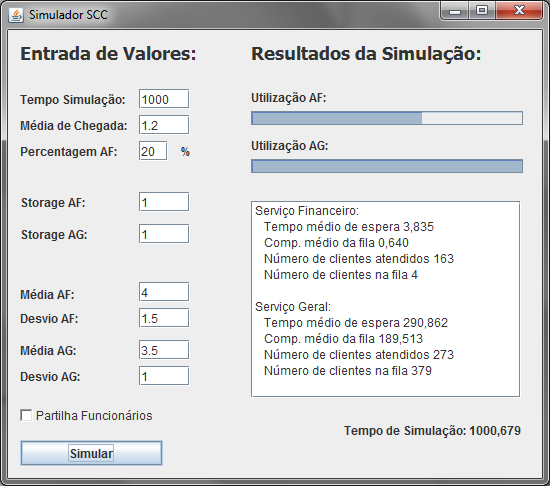 Simulador SCC
Entrada de Valores:
Tempo Simulação: 1000
Média de Chegada: 1.2
Percentagem AF: 20 %
Storage AF: 1
Storage AG: 1
Média AF: 4
Desvio AF: 1.5
Média AG: 3.5
Desvio AG: 1
Partilha Funcionários
Simular
Resultados da Simulação:
Utilização AF:
Utilização AG:
Serviço Financeiro:
Tempo médio de espera 3,835
Comp. médio da fila 0,640
Número de clientes atendidos 163
Número de clientes na fila 4
Serviço Geral:
Tempo médio de espera 290,862
Comp. médio da fila 189,513
Número de clientes atendidos 273
Número de clientes na fila 379
Tempo de Simulação: 1000,679